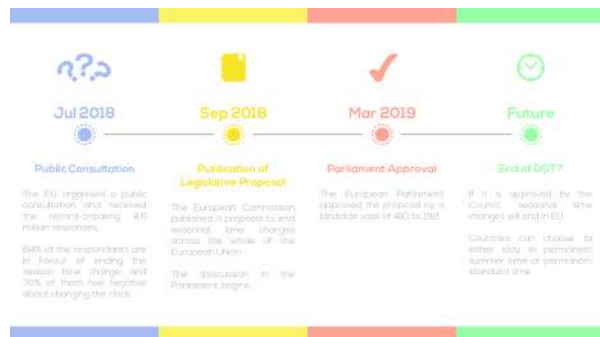 ???
Jul 2018
Sep 2018
Mar 2019
Future
Public Consultation
The EU organised a public
consultation and received
the record-breaking 4.6
million responses.
84% of the respondants are
in favour of ending the
season time change and
76% of them feel negative
about changing the clock.
Publication of
Legislative Proposal
The European Commission
published a proposal to end
seasonal time changes
across the whole of the
European Union.
The disscussion in the
Parliament begins.
Parliament Approval
The European Parliament
approved the proposal by a
landslide vote of 410 to 192.
End of DST?
If it is approved by the
Council, seasonal time
changes will end in EU.
Countries can choose to
either stay in permanent
summer time or permanent
standard time.